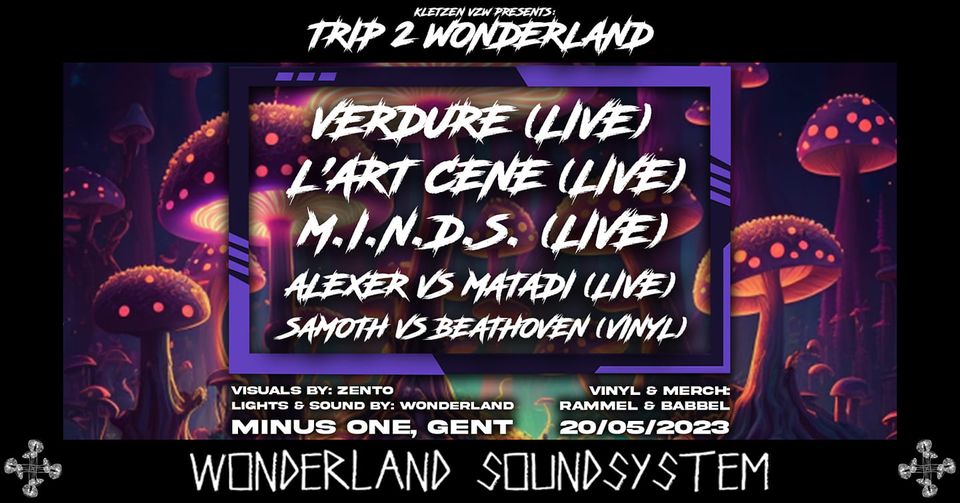 KLETZEN VZW PRESENTS:
TRIP 2 WONDERLAND
VERDURE (LIVE)
L'ART CENE (LIVE)
M.I.N.D.S. (LIVE)
ALEXER VS MATADI (LIVE)
SAMOTH VS BEATHOVEN (VINYL)
VISUALS BY: ZENTO
LIGHTS & SOUND BY: WONDERLAND
MINUS ONE, GENT
VINYL & MERCH:
RAMMEL & BABBEL
20/05/2023
WONDERLAND SOUNDSYSTEM